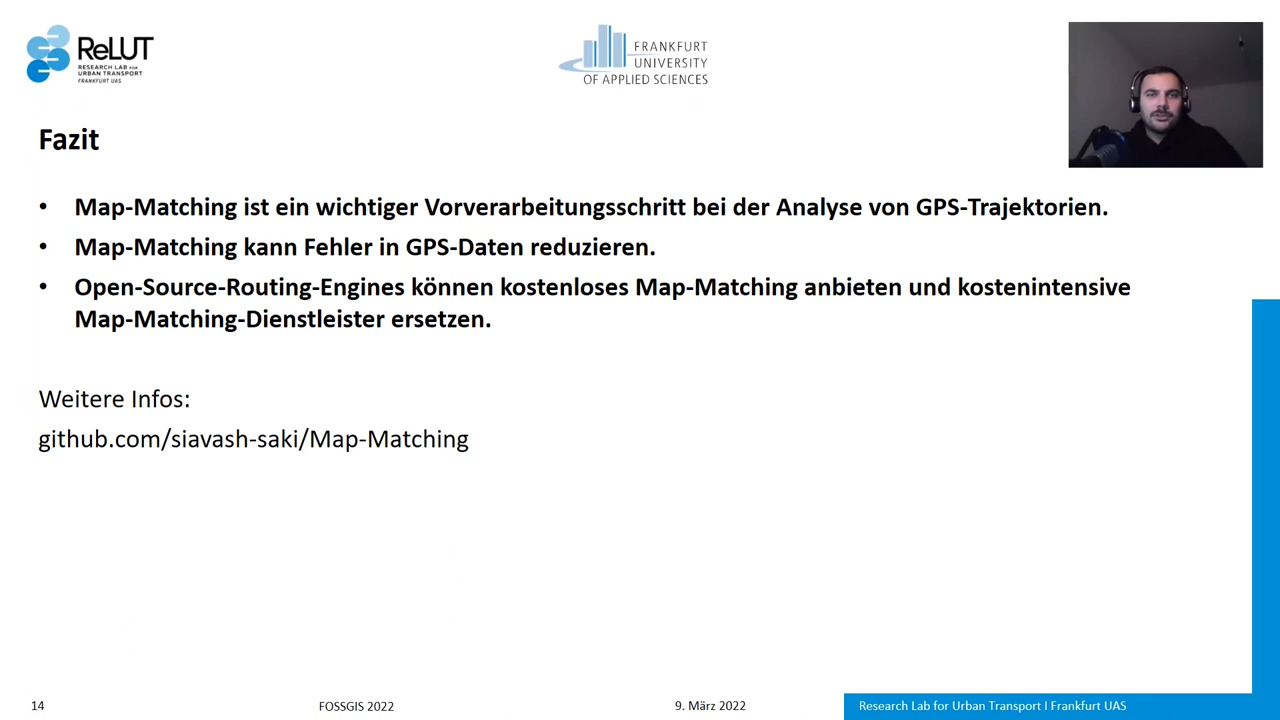 ReLUT
RESEARCH LAB FOR
URBAN TRANSPORT
FRANKFURT UAS
FRANKFURT
UNIVERSITY
OF APPLIED SCIENCES
Fazit
• Map-Matching ist ein wichtiger Vorverarbeitungsschritt bei der Analyse von GPS-Trajektorien.
• Map-Matching kann Fehler in GPS-Daten reduzieren.
• Open-Source-Routing-Engines können kostenloses Map-Matching anbieten und kostenintensive
Map-Matching-Dienstleister ersetzen.
Weitere Infos:
github.com/siavash-saki/Map-Matching
14 FOSSGIS 2022 9. März 2022 Research Lab for Urban Transport I Frankfurt UAS